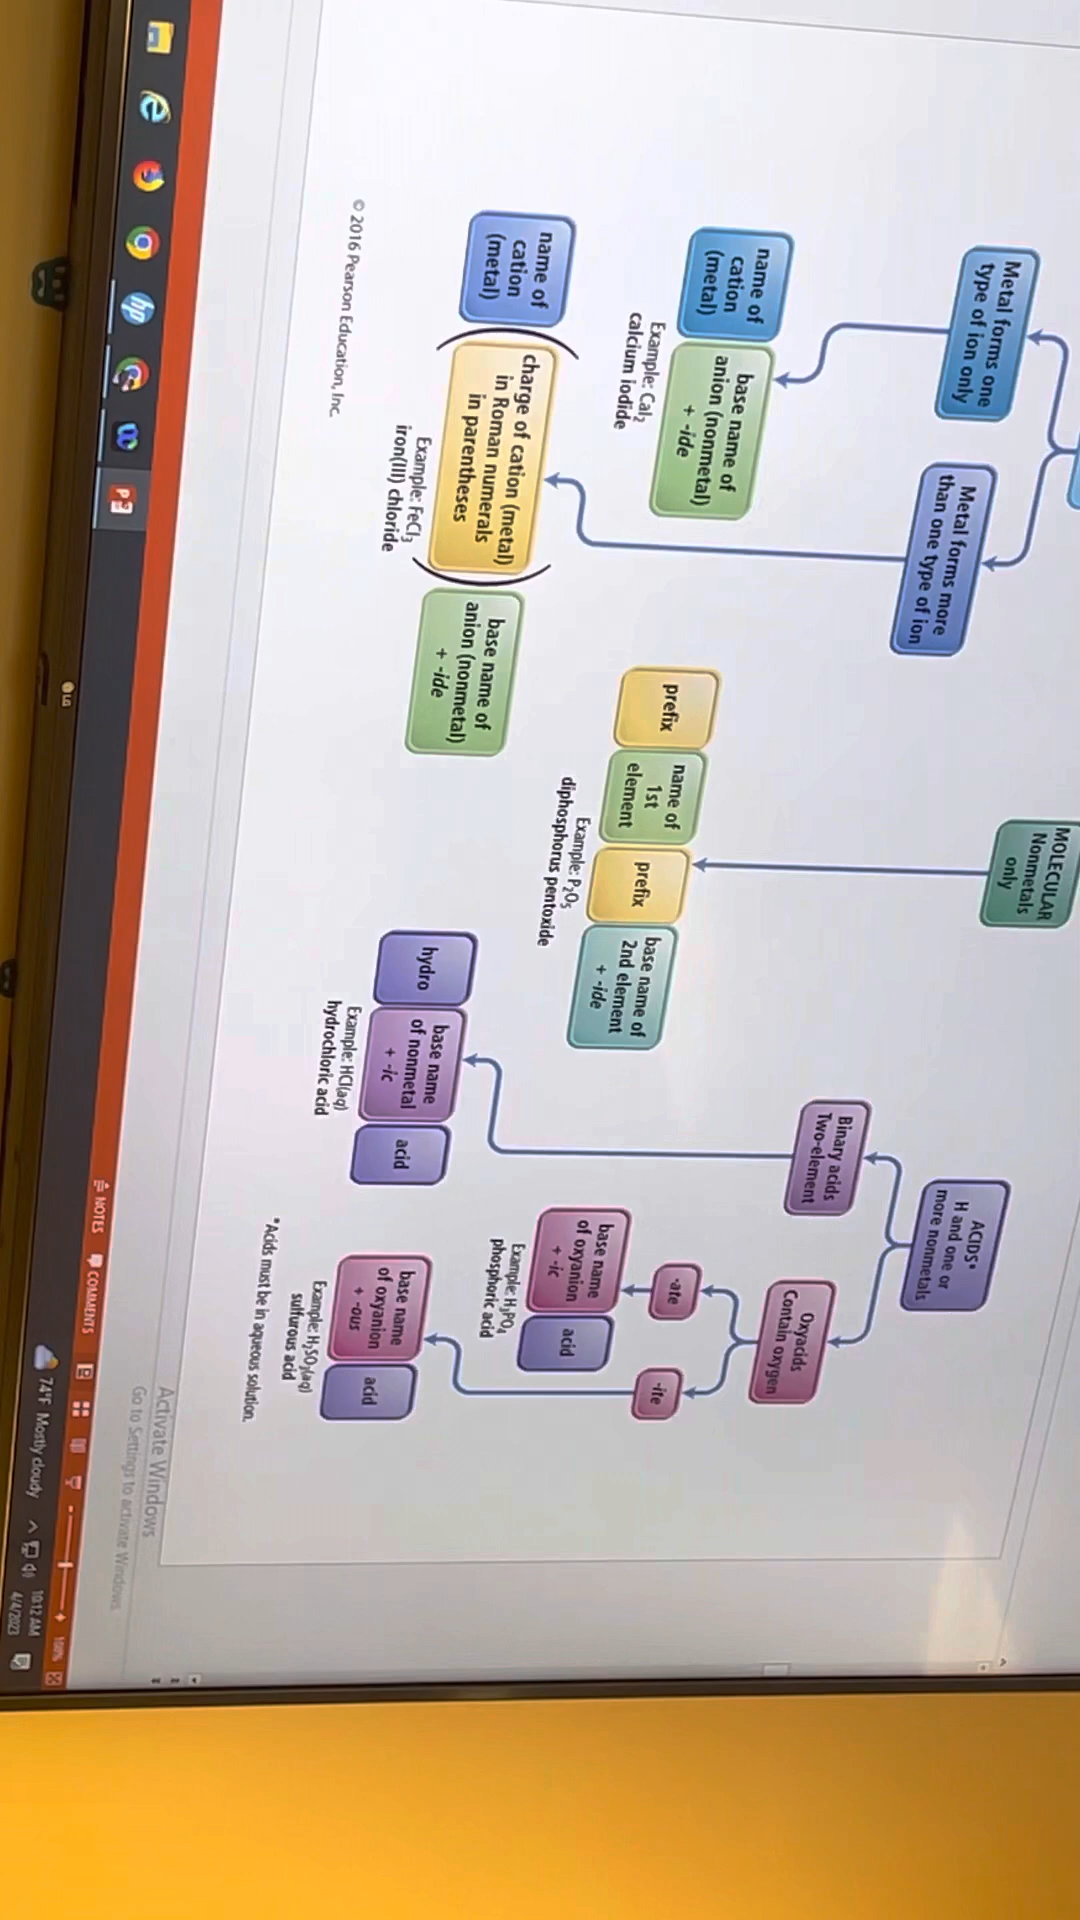 Metal forms one
type of ion only
Metal forms more
than one type of ion
MOLECULAR
Nonmetals
only
ACIDS*
H and one or
more nonmetals
Binary acids
Two-element
Oxyacids
Contain oxygen
name of
cation
(metal)
base name of
anion (nonmetal)
+ -ide
Example: CaI₂
calcium iodide
prefix
name of
1st
element
prefix
base name of
2nd element
+ -ide
Example: P₂O₅
diphosphorus pentoxide
-ate
-ite
name of
cation
(metal)
charge of cation (metal)
in Roman numerals
in parentheses
base name of
anion (nonmetal)
+ -ide
Example: FeCl₃
iron(III) chloride
hydro
base name
of nonmetal
+ -ic
acid
Example: HCl(aq)
hydrochloric acid
base name
of oxyanion
+ -ic
acid
Example: H₃PO₄
phosphoric acid
base name
of oxyanion
+ -ous
acid
Example: H₂SO₃(aq)
sulfurous acid
*Acids must be in aqueous solution.
© 2016 Pearson Education, Inc.
Activate Windows
Go to Settings to activate Windows.
NOTES
COMMENTS
108%
74°F Mostly cloudy
10:12 AM
4/4/2023
hp
LG